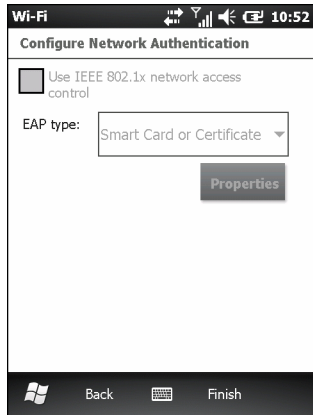 Wi-Fi 10:52
Configure Network Authentication
Use IEEE 802.1x network access
control
EAP type:
Smart Card or Certificate
Properties
Back Finish